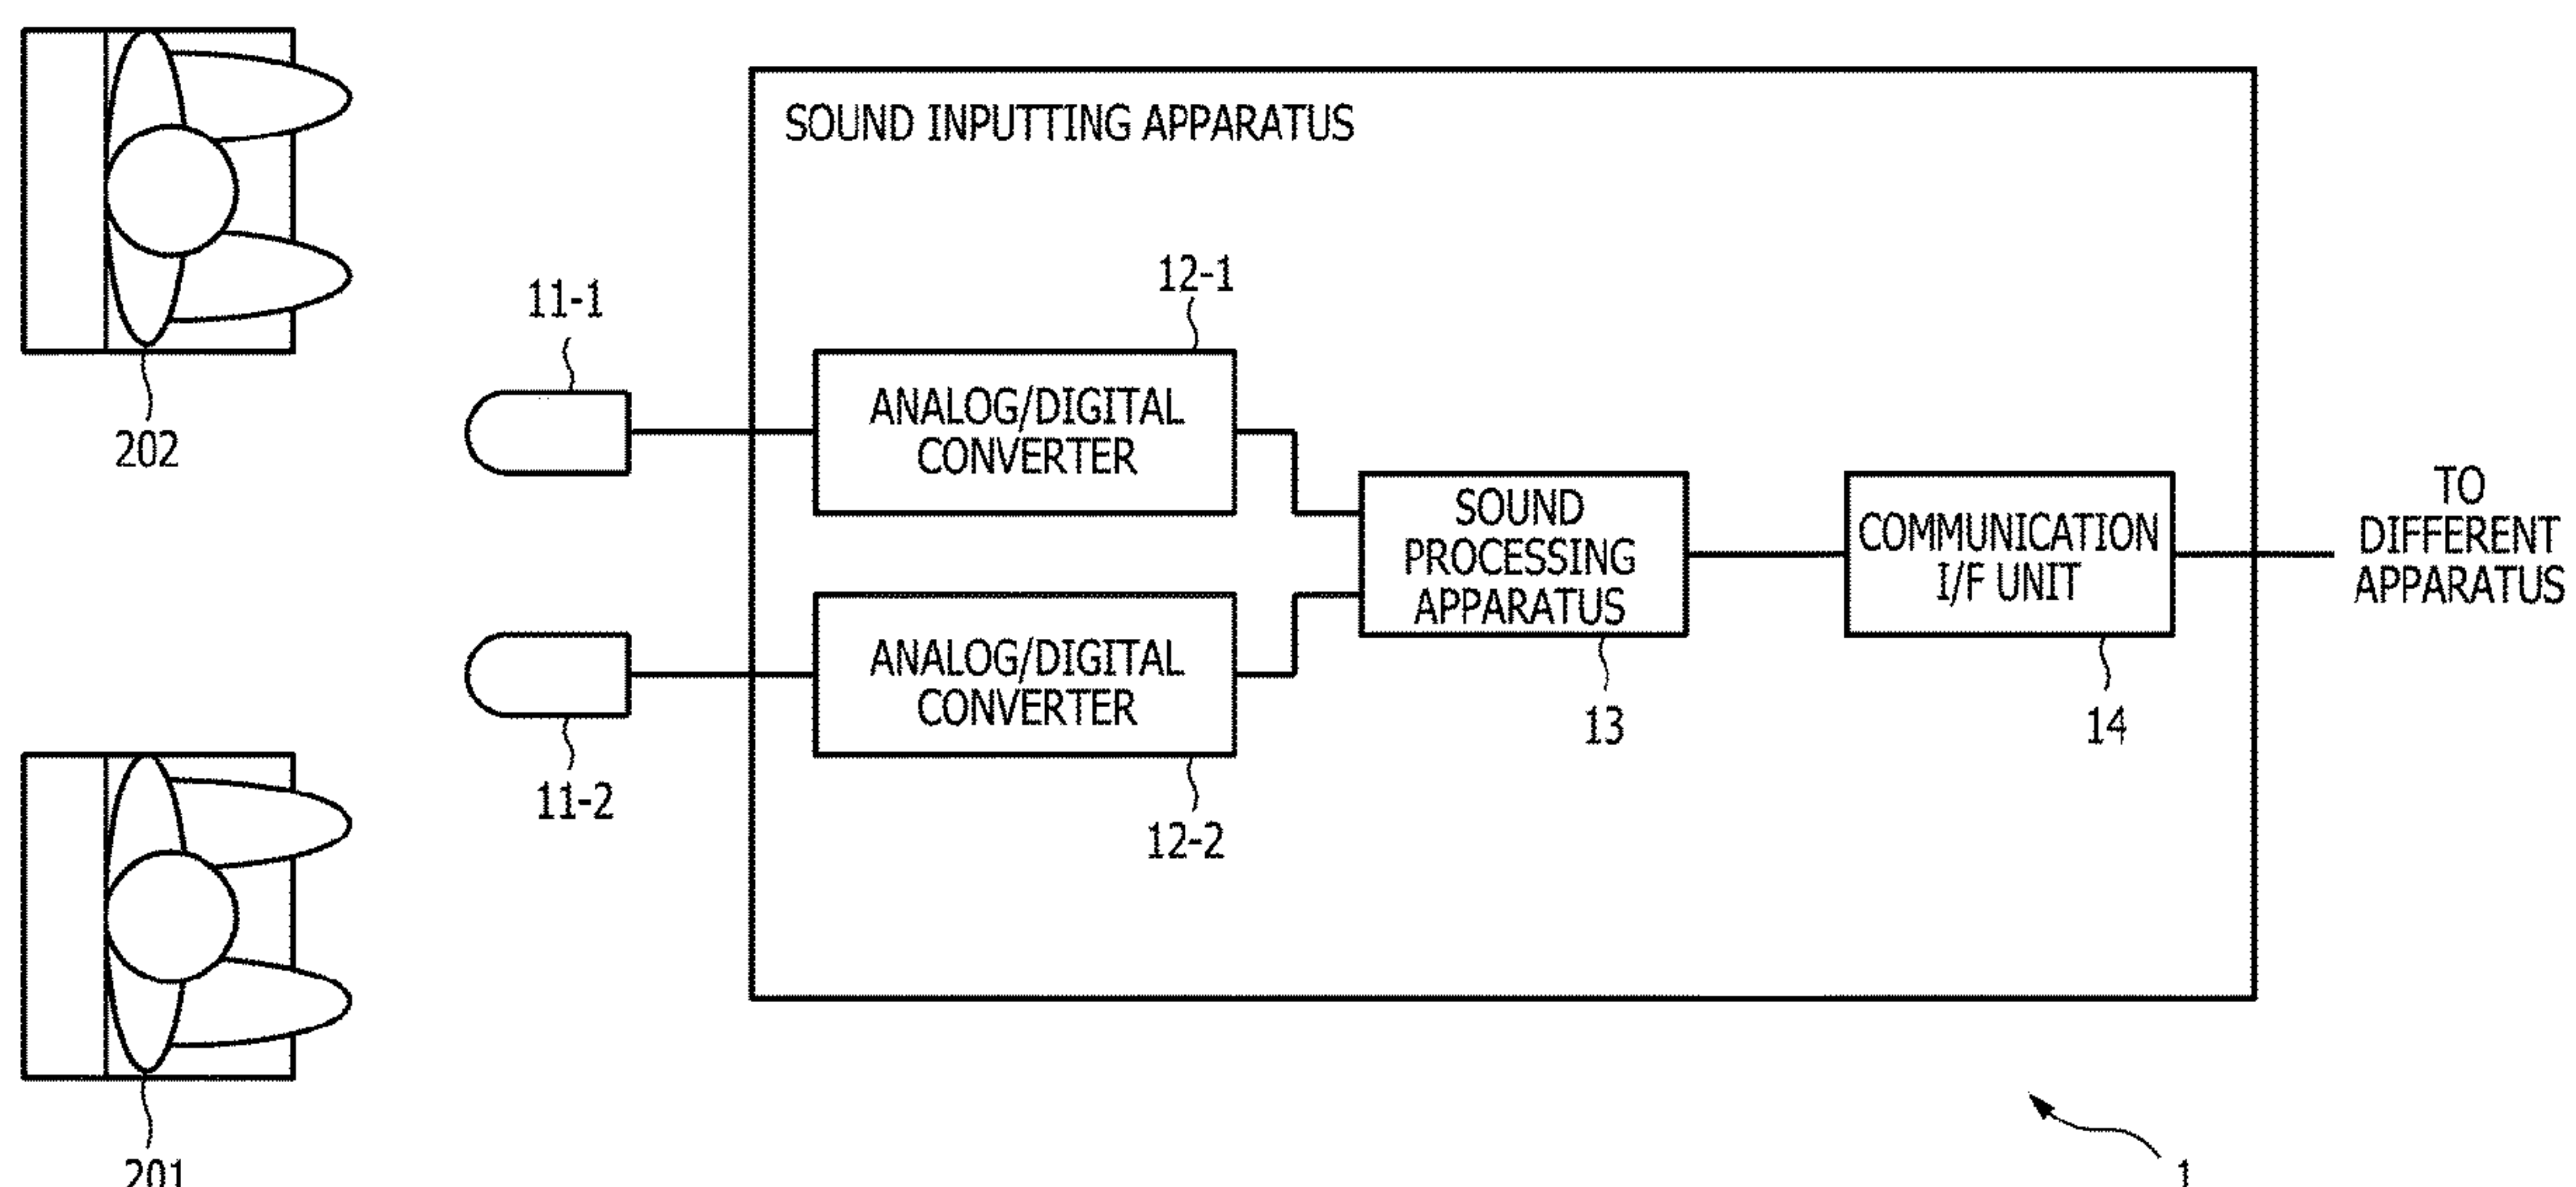 SOUND INPUTTING APPARATUS
202
11-1
12-1
ANALOG/DIGITAL
CONVERTER
11-2
ANALOG/DIGITAL
CONVERTER
12-2
SOUND
PROCESSING
APPARATUS
13
COMMUNICATION
I/F UNIT
14
TO
DIFFERENT
APPARATUS
201
1